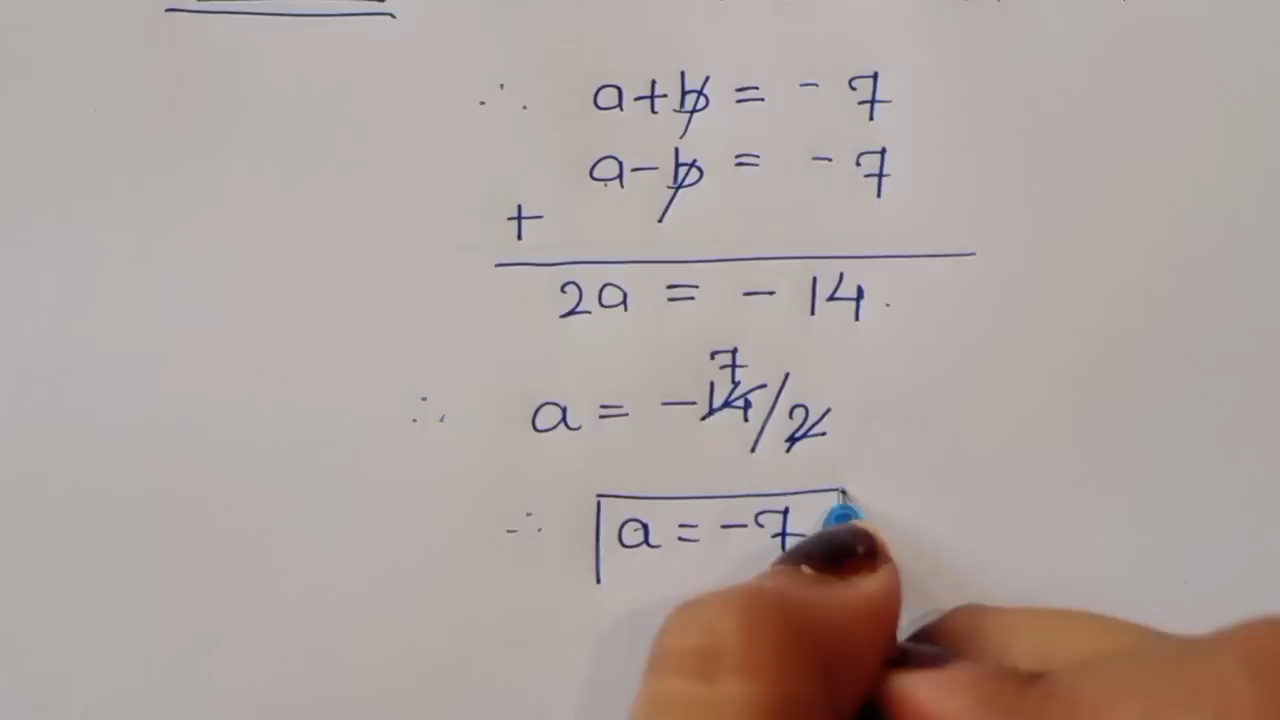 ∴ a+b = -7
a-b = -7
+
2a = -14.
∴ a = -14/2
7
∴ a = -7